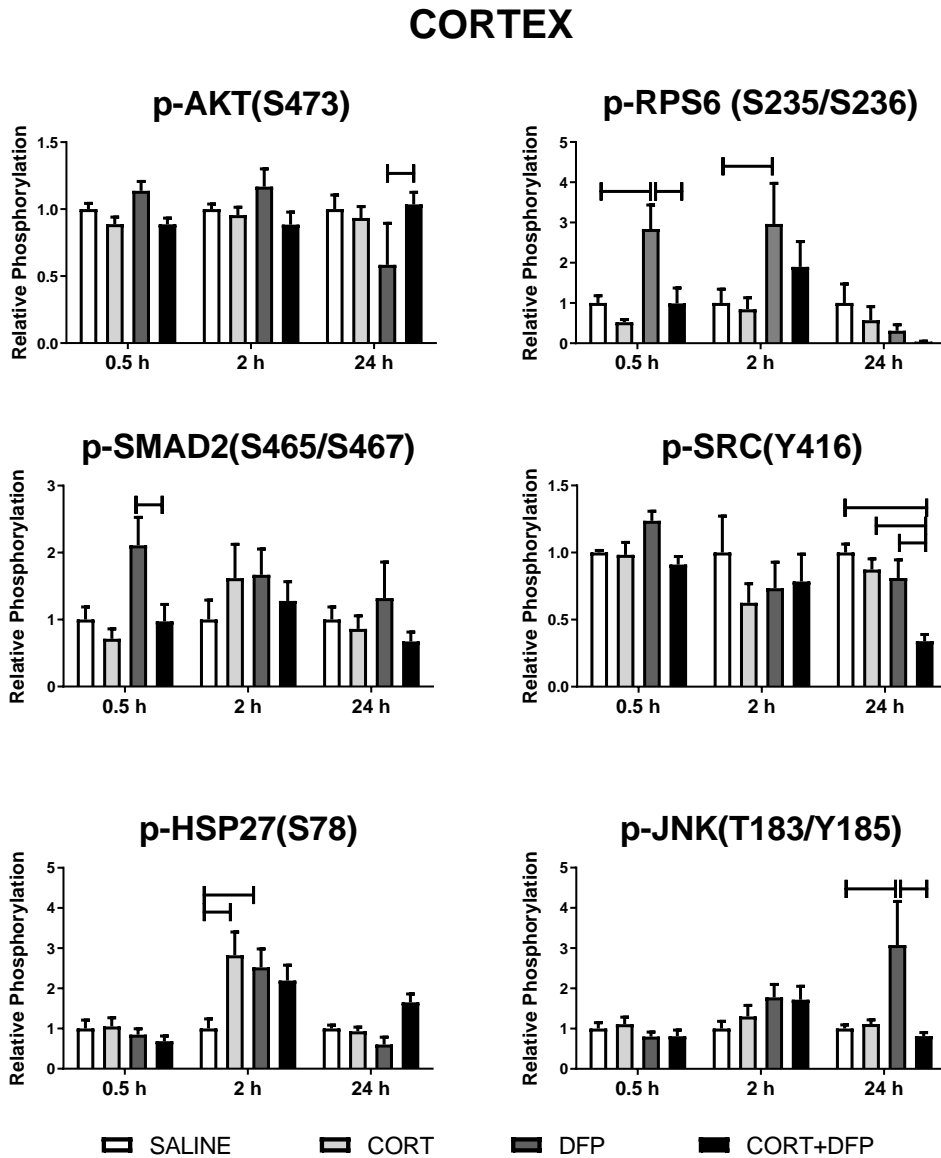 CORTEX
p-AKT(S473)
Relative Phosphorylation
1.5
1.0
0.5
0.0
0.5 h 2 h 24 h
p-RPS6 (S235/S236)
Relative Phosphorylation
5
4
3
2
1
0
0.5 h 2 h 24 h
p-SMAD2(S465/S467)
Relative Phosphorylation
3
2
1
0
0.5 h 2 h 24 h
p-SRC(Y416)
Relative Phosphorylation
1.5
1.0
0.5
0.0
0.5 h 2 h 24 h
p-HSP27(S78)
Relative Phosphorylation
5
4
3
2
1
0
0.5 h 2 h 24 h
p-JNK(T183/Y185)
Relative Phosphorylation
5
4
3
2
1
0
0.5 h 2 h 24 h
SALINE CORT DFP CORT+DFP